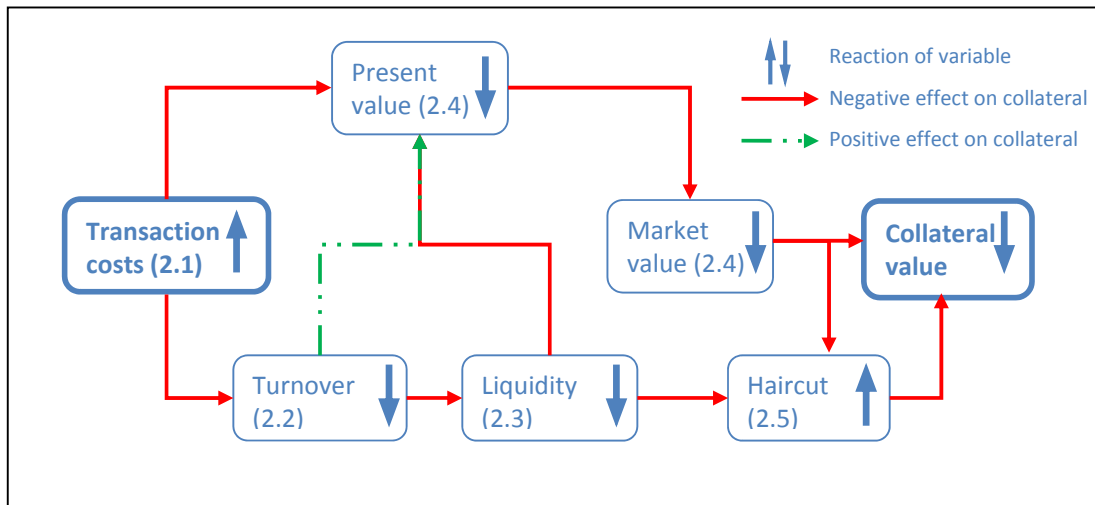 Present
value (2.4)
Reaction of variable
Negative effect on collateral
Positive effect on collateral
Transaction
costs (2.1)
Market
value (2.4)
Collateral
value
Turnover
(2.2)
Liquidity
(2.3)
Haircut
(2.5)